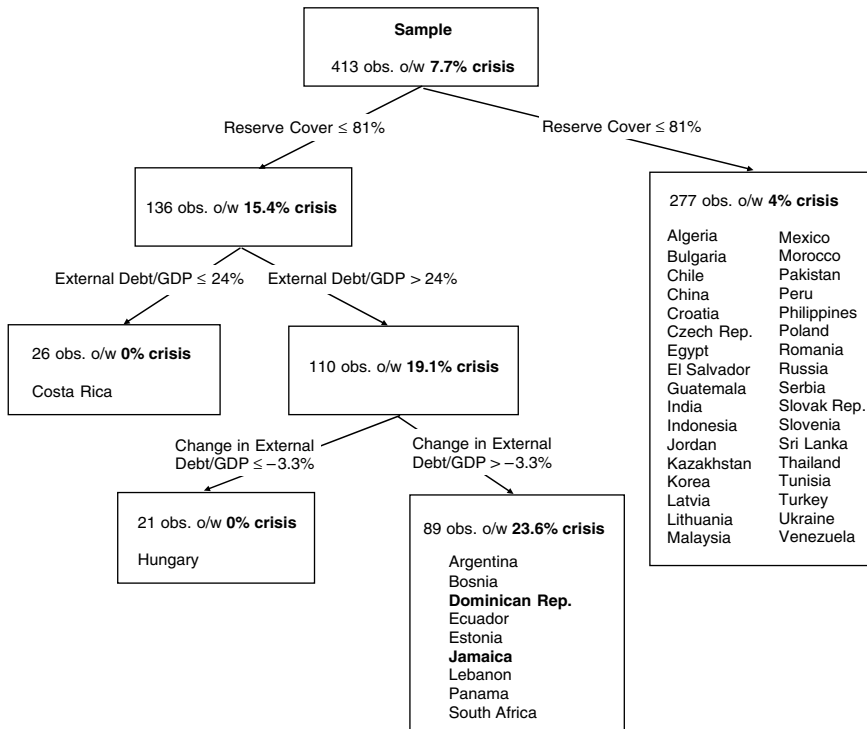 Sample
413 obs. o/w 7.7% crisis
Reserve Cover ≤ 81%
Reserve Cover ≤ 81%
136 obs. o/w 15.4% crisis
277 obs. o/w 4% crisis
Algeria
Bulgaria
Chile
China
Croatia
Czech Rep.
Egypt
El Salvador
Guatemala
India
Indonesia
Jordan
Kazakhstan
Korea
Latvia
Lithuania
Malaysia
Mexico
Morocco
Pakistan
Peru
Philippines
Poland
Romania
Russia
Serbia
Slovak Rep.
Slovenia
Sri Lanka
Thailand
Tunisia
Turkey
Ukraine
Venezuela
External Debt/GDP ≤ 24%
External Debt/GDP > 24%
26 obs. o/w 0% crisis
Costa Rica
110 obs. o/w 19.1% crisis
Change in External
Debt/GDP ≤ −3.3%
Change in External
Debt/GDP > −3.3%
21 obs. o/w 0% crisis
Hungary
89 obs. o/w 23.6% crisis
Argentina
Bosnia
Dominican Rep.
Ecuador
Estonia
Jamaica
Lebanon
Panama
South Africa